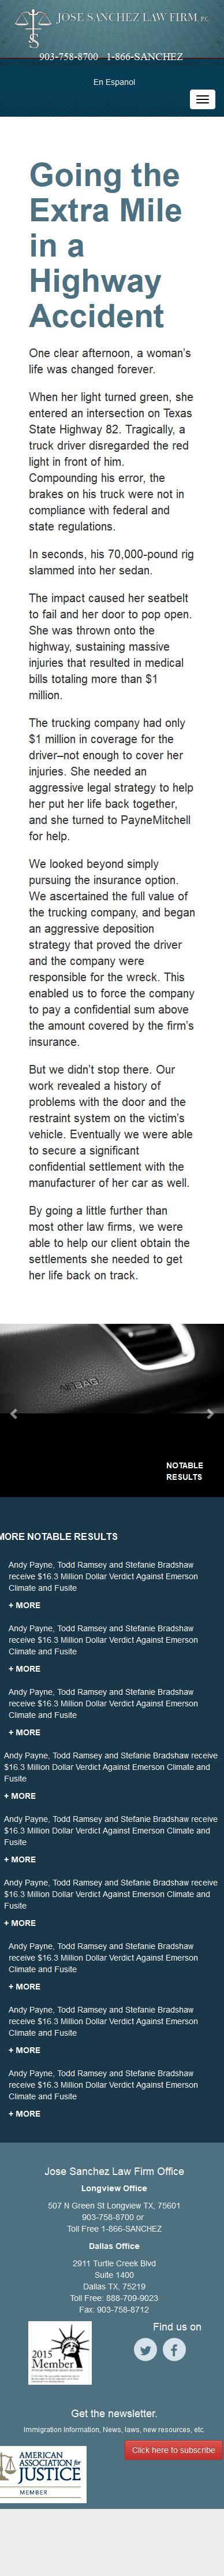 JOSE SANCHEZ LAW FIRM P.C.
903-758-8700 1-866-SANCHEZ
En Espanol
Going the
Extra Mile
in a
Highway
Accident
One clear afternoon, a woman's
life was changed forever.
When her light turned green, she
entered an intersection on Texas
State Highway 82. Tragically, a
truck driver disregarded the red
light in front of him.
Compounding his error, the
brakes on his truck were not in
compliance with federal and
state regulations.
In seconds, his 70,000-pound rig
slammed into her sedan.
The impact caused her seatbelt
to fail and her door to pop open.
She was thrown onto the
highway, sustaining massive
injuries that resulted in medical
bills totaling more than $1
million.
The trucking company had only
$1 million in coverage for the
driver–not enough to cover her
injuries. She needed an
aggressive legal strategy to help
her put her life back together,
and she turned to PayneMitchell
for help.
We looked beyond simply
pursuing the insurance option.
We ascertained the full value of
the trucking company, and began
an aggressive deposition
strategy that proved the driver
and the company were
responsible for the wreck. This
enabled us to force the company
to pay a confidential sum above
the amount covered by the firm's
insurance.
But we didn't stop there. Our
work revealed a history of
problems with the door and the
restraint system on the victim's
vehicle. Eventually we were able
to secure a significant
confidential settlement with the
manufacturer of her car as well.
By going a little further than
most other law firms, we were
able to help our client obtain the
settlements she needed to get
her life back on track.
AIRBAG
NOTABLE
RESULTS
MORE NOTABLE RESULTS
Andy Payne, Todd Ramsey and Stefanie Bradshaw
receive $16.3 Million Dollar Verdict Against Emerson
Climate and Fusite
+ MORE
Andy Payne, Todd Ramsey and Stefanie Bradshaw
receive $16.3 Million Dollar Verdict Against Emerson
Climate and Fusite
+ MORE
Andy Payne, Todd Ramsey and Stefanie Bradshaw
receive $16.3 Million Dollar Verdict Against Emerson
Climate and Fusite
+ MORE
Andy Payne, Todd Ramsey and Stefanie Bradshaw receive
$16.3 Million Dollar Verdict Against Emerson Climate and
Fusite
+ MORE
Andy Payne, Todd Ramsey and Stefanie Bradshaw receive
$16.3 Million Dollar Verdict Against Emerson Climate and
Fusite
+ MORE
Andy Payne, Todd Ramsey and Stefanie Bradshaw receive
$16.3 Million Dollar Verdict Against Emerson Climate and
Fusite
+ MORE
Andy Payne, Todd Ramsey and Stefanie Bradshaw
receive $16.3 Million Dollar Verdict Against Emerson
Climate and Fusite
+ MORE
Andy Payne, Todd Ramsey and Stefanie Bradshaw
receive $16.3 Million Dollar Verdict Against Emerson
Climate and Fusite
+ MORE
Andy Payne, Todd Ramsey and Stefanie Bradshaw
receive $16.3 Million Dollar Verdict Against Emerson
Climate and Fusite
+ MORE
Jose Sanchez Law Firm Office
Longview Office
507 N Green St Longview TX, 75601
903-758-8700 or
Toll Free 1-866-SANCHEZ
Dallas Office
2911 Turtle Creek Blvd
Suite 1400
Dallas TX, 75219
Toll Free: 888-709-9023
Fax: 903-758-8712
2015
Member
Find us on
Get the newsletter.
Immigration Information, News, laws, new resources, etc.
Click here to subscribe
AMERICAN
ASSOCIATION for
JUSTICE
MEMBER